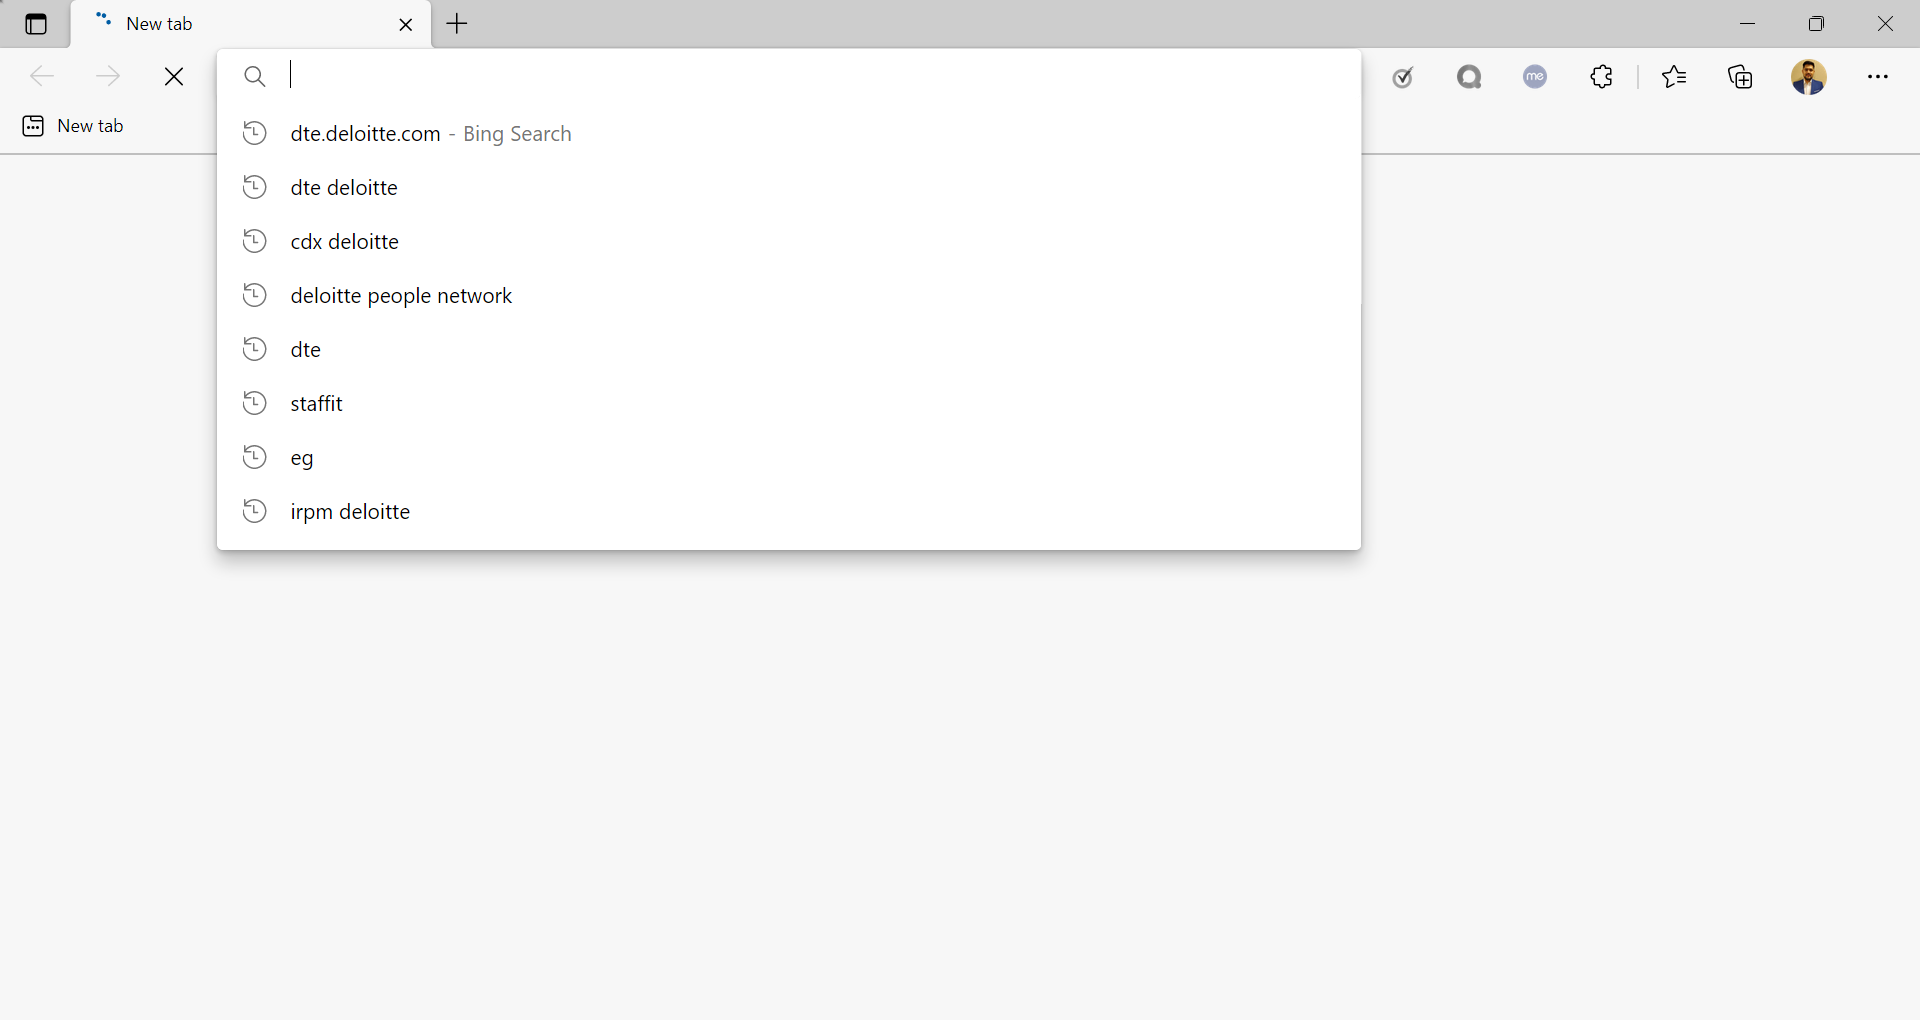 New tab
me
New tab
dte.deloitte.com - Bing Search
dte deloitte
cdx deloitte
deloitte people network
dte
staffit
eg
irpm deloitte